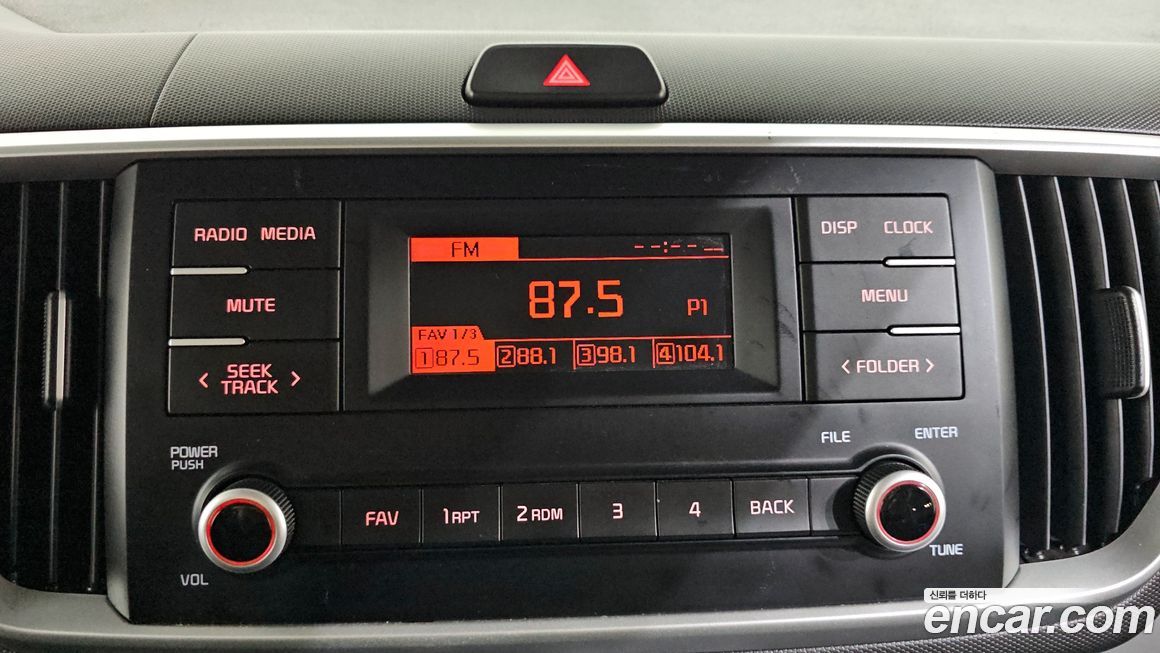 RADIO MEDIA
MUTE
< SEEK TRACK >
FM --:--
87.5 P1
FAV 1/3
1 87.5 2 88.1 3 98.1 4 104.1
DISP CLOCK
MENU
< FOLDER >
POWER
PUSH
VOL
FAV
1 RPT
2 RDM
3
4
BACK
FILE
ENTER
TUNE
신뢰를 더하다
encar.com